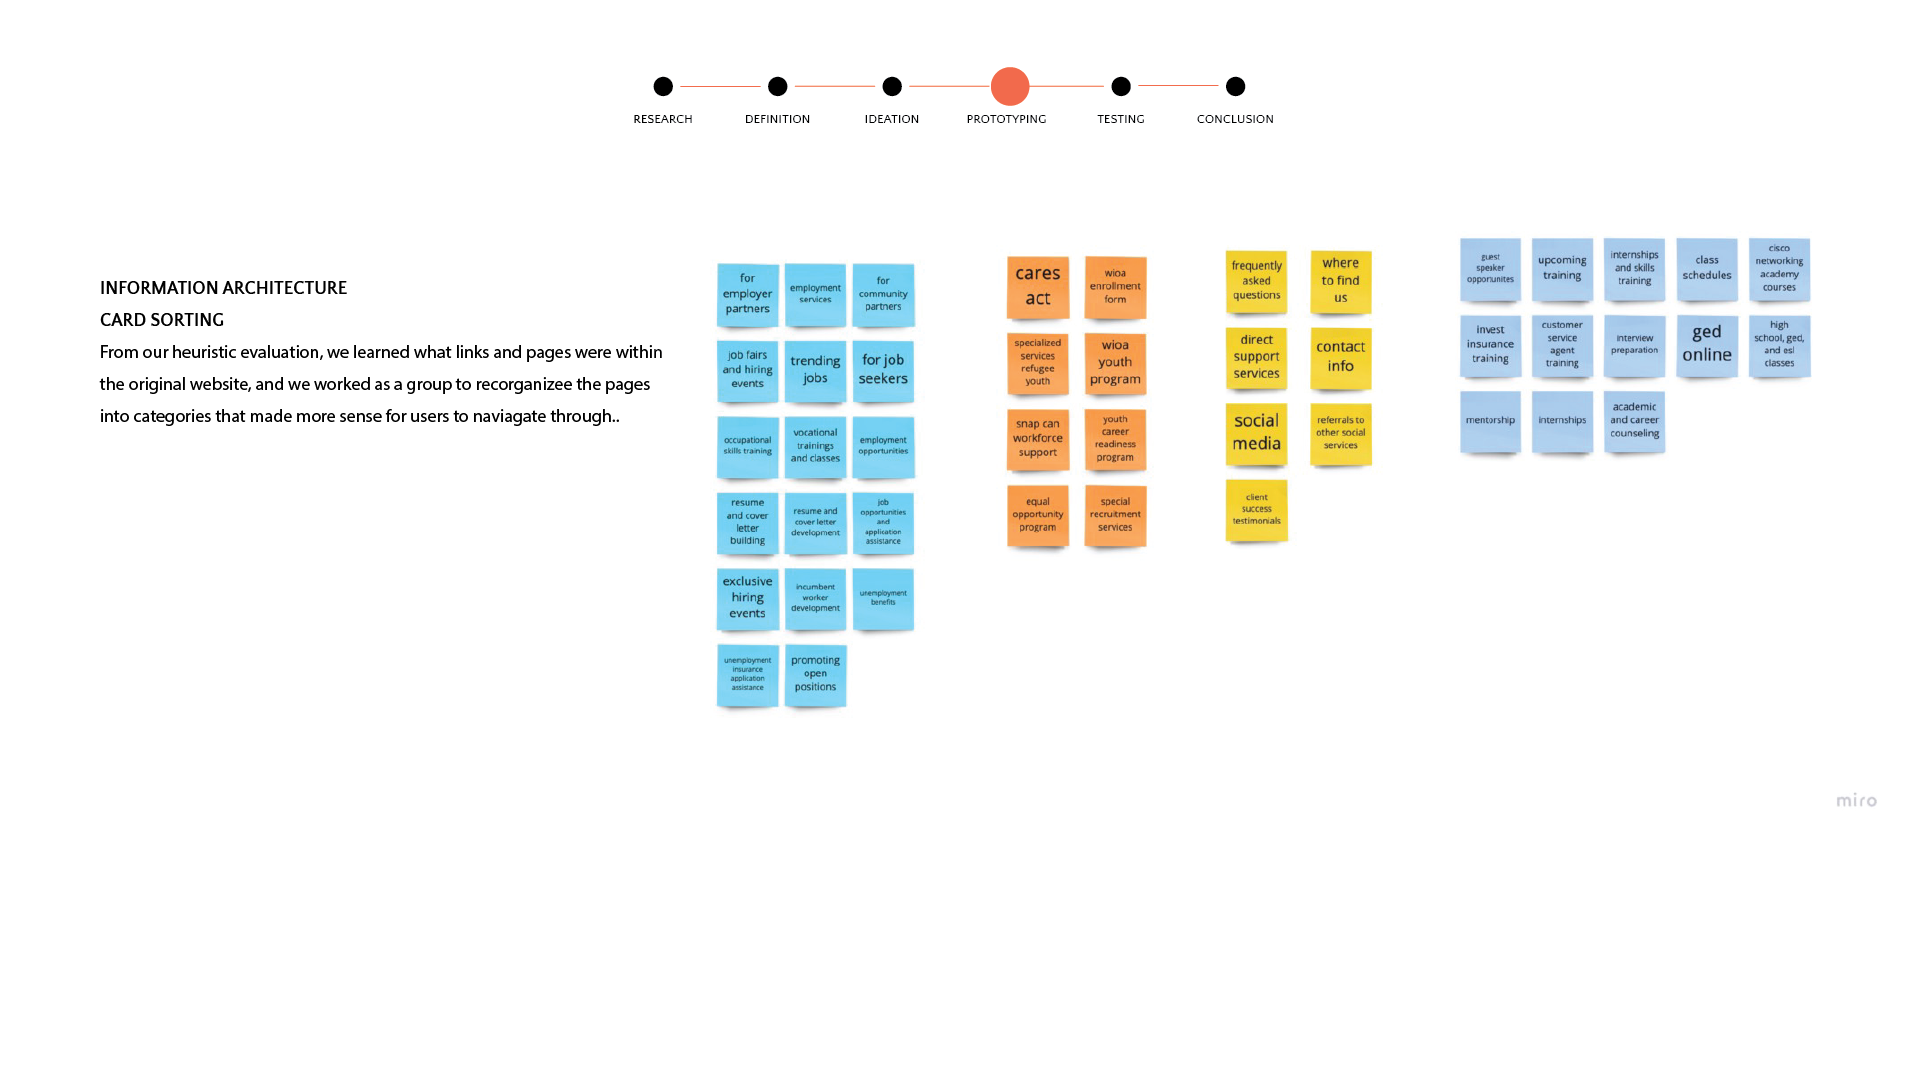 RESEARCH
DEFINITION
IDEATION
PROTOTYPING
TESTING
CONCLUSION
INFORMATION ARCHITECTURE
CARD SORTING
From our heuristic evaluation, we learned what links and pages were within
the original website, and we worked as a group to recorganizee the pages
into categories that made more sense for users to naviagate through..
for
employer
partners
employment
services
for
community
partners
job fairs
and hiring
events
trending
jobs
for job
seekers
occupational
skills training
vocational
trainings
and classes
employment
opportunities
resume
and cover
letter
building
resume and
cover letter
development
job
opportunities
and
application
assistance
exclusive
hiring
events
incumbent
worker
development
unemployment
benefits
unemployment
insurance
application
assistance
promoting
open
positions
cares
act
wioa
enrollment
form
specialized
services
refugee
youth
wioa
youth
program
snap can
workforce
support
youth
career
readiness
program
equal
opportunity
program
special
recruitment
services
frequently
asked
questions
where
to find
us
direct
support
services
contact
info
social
media
referrals to
other social
services
client
success
testimonials
guest
speaker
opportunites
upcoming
training
internships
and skills
training
class
schedules
cisco
networking
academy
courses
invest
insurance
training
customer
service
agent
training
interview
preparation
ged
online
high
school, ged,
and esl
classes
mentorship
internships
academic
and career
counseling
miro